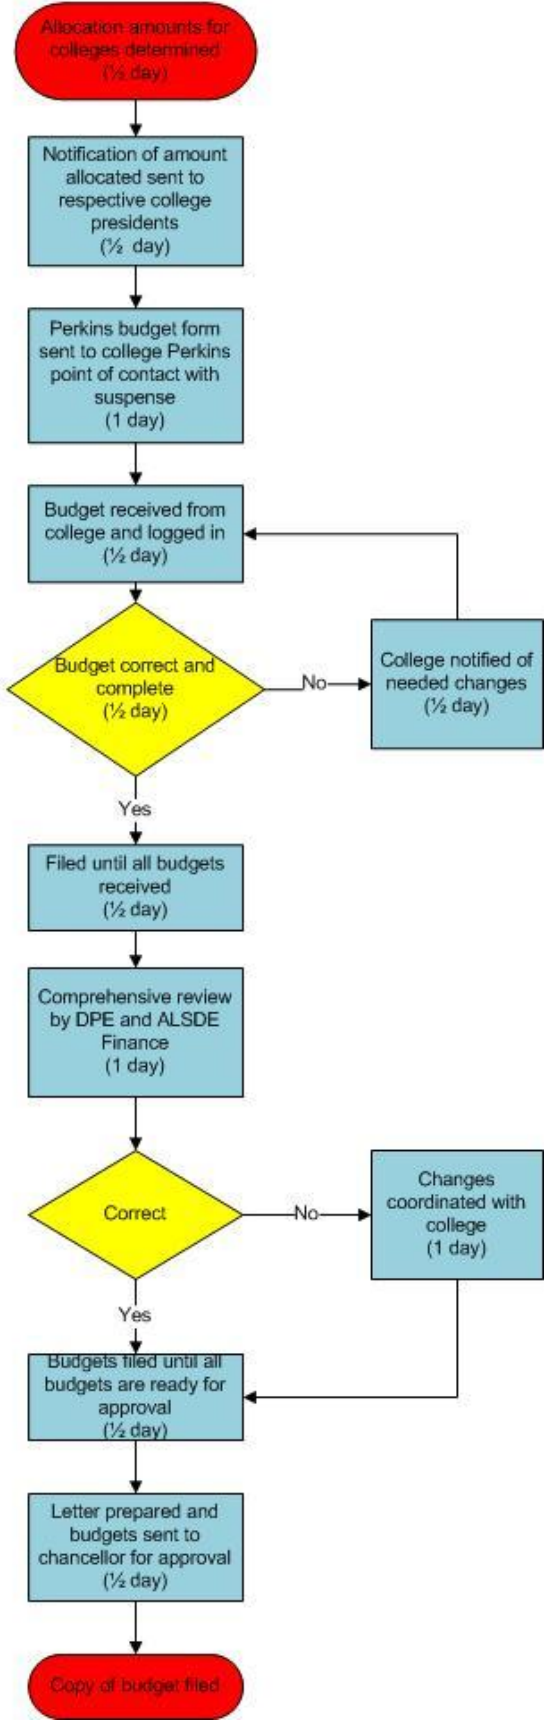 Allocation amounts for
colleges determined
(½ day)
Notification of amount
allocated sent to
respective college
presidents
(½ day)
Perkins budget form
sent to college Perkins
point of contact with
suspense
(1 day)
Budget received from
college and logged in
(½ day)
Budget correct and
complete
(½ day)
No
College notified of
needed changes
(½ day)
Yes
Filed until all budgets
received
(½ day)
Comprehensive review
by DPE and ALSDE
Finance
(1 day)
Correct
No
Changes
coordinated with
college
(1 day)
Yes
Budgets filed until all
budgets are ready for
approval
(½ day)
Letter prepared and
budgets sent to
chancellor for approval
(½ day)
Copy of budget filed